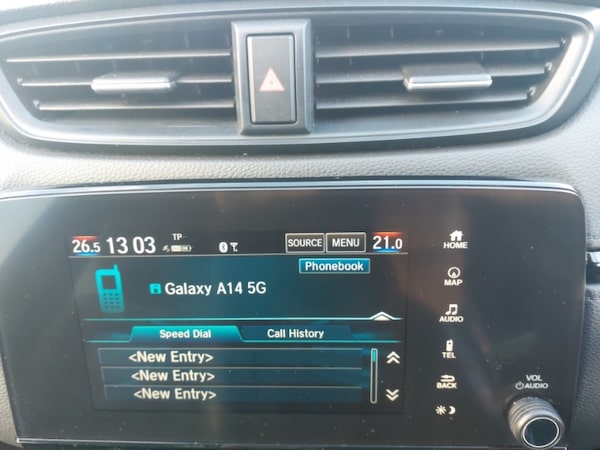 26.5 13 03 TP SOURCE MENU 21.0
Phonebook
Galaxy A14 5G
Speed Dial Call History
<New Entry>
<New Entry>
<New Entry>
HOME
MAP
AUDIO
TEL
BACK
VOL
AUDIO